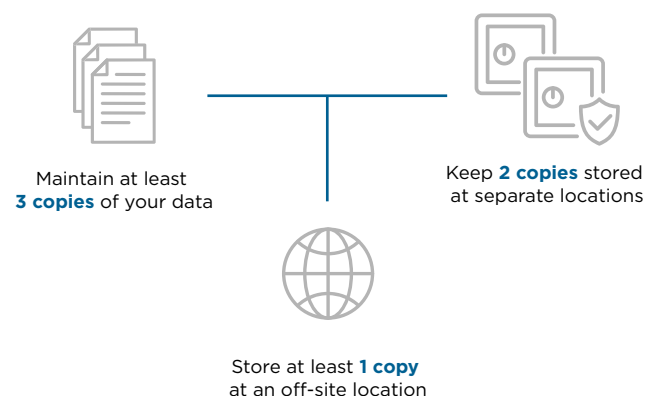 Maintain at least
3 copies of your data
Keep 2 copies stored
at separate locations
Store at least 1 copy
at an off-site location